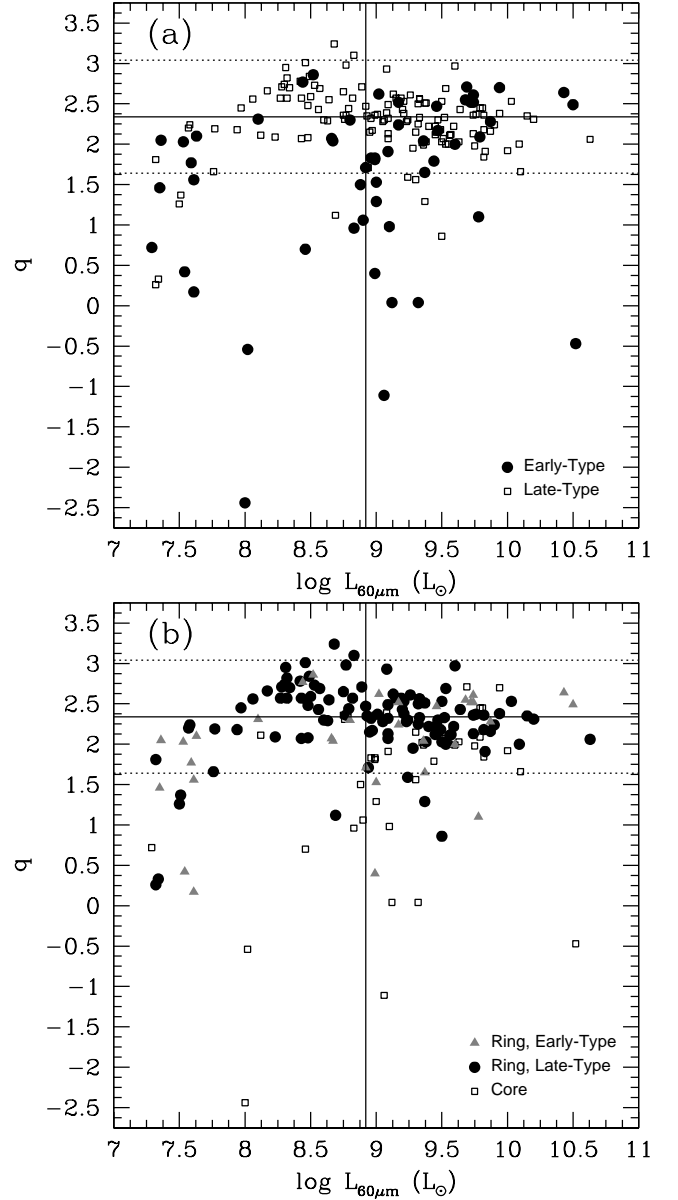 (a)
3.5
3
2.5
2
1.5
1
0.5
0
−0.5
−1
−1.5
−2
−2.5
q
Early-Type
Late-Type
7 7.5 8 8.5 9 9.5 10 10.5 11
log L60μm (L⊙)
(b)
3.5
3
2.5
2
1.5
1
0.5
0
−0.5
−1
−1.5
−2
−2.5
q
Ring, Early-Type
Ring, Late-Type
Core
7 7.5 8 8.5 9 9.5 10 10.5 11
log L60μm (L⊙)